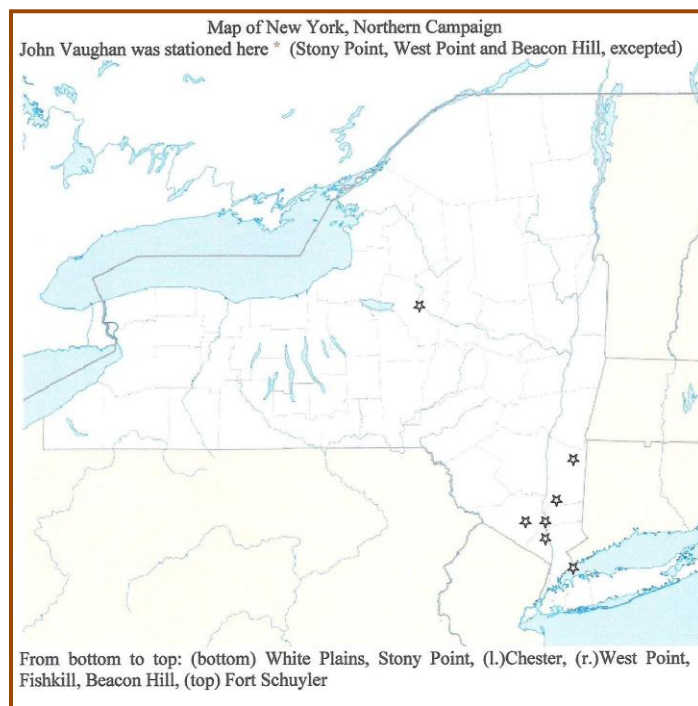 Map of New York, Northern Campaign
John Vaughan was stationed here * (Stony Point, West Point and Beacon Hill, excepted)
From bottom to top: (bottom) White Plains, Stony Point, (l.)Chester, (r.)West Point,
Fishkill, Beacon Hill, (top) Fort Schuyler